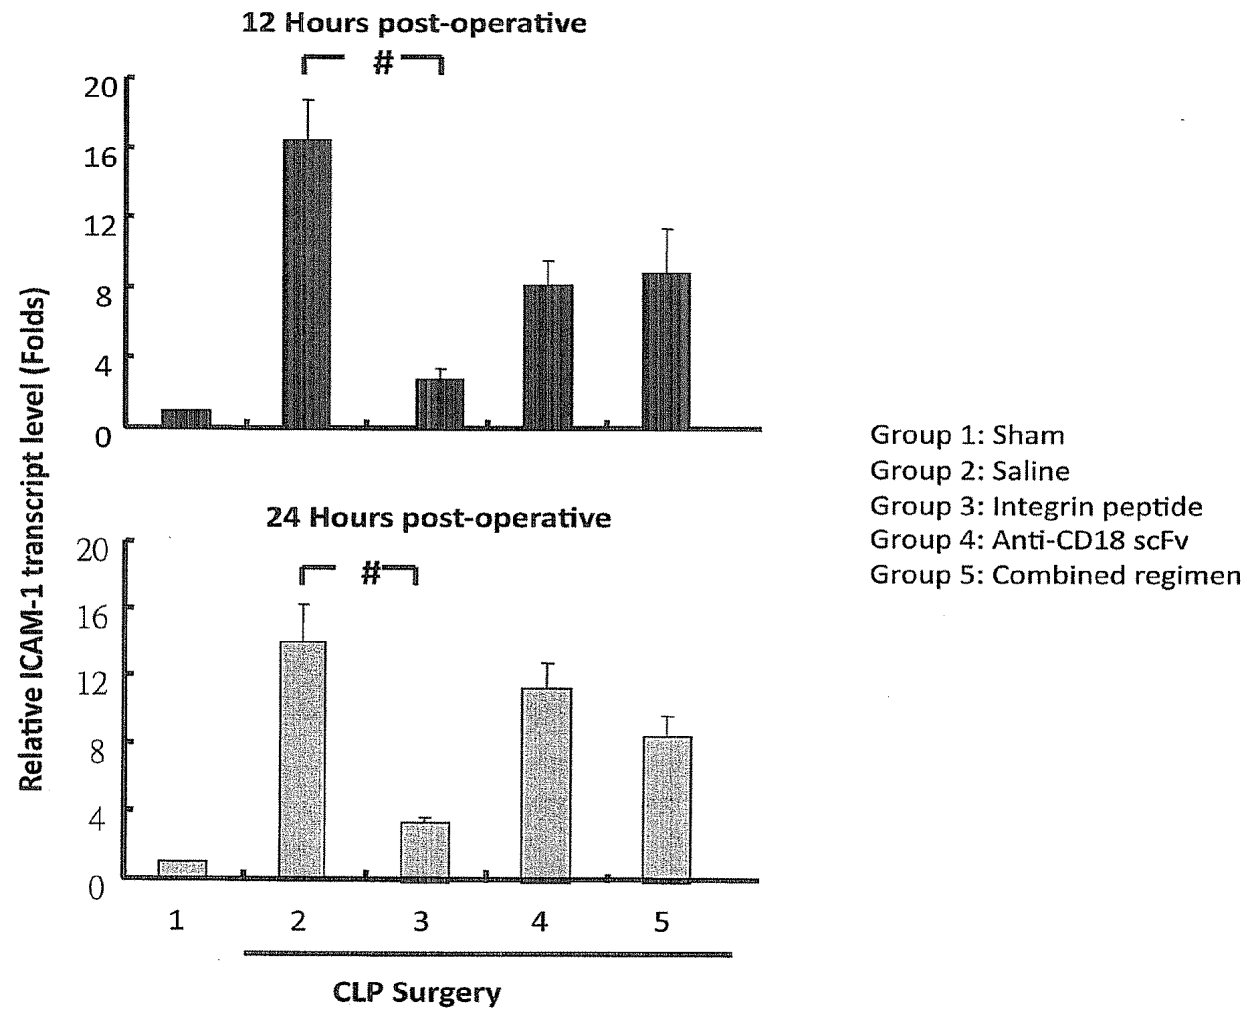 12 Hours post-operative
#
20
16
12
8
4
0
Relative ICAM-1 transcript level (Folds)
24 Hours post-operative
#
20
16
12
8
4
0
1 2 3 4 5
CLP Surgery
Group 1: Sham
Group 2: Saline
Group 3: Integrin peptide
Group 4: Anti-CD18 scFv
Group 5: Combined regimen